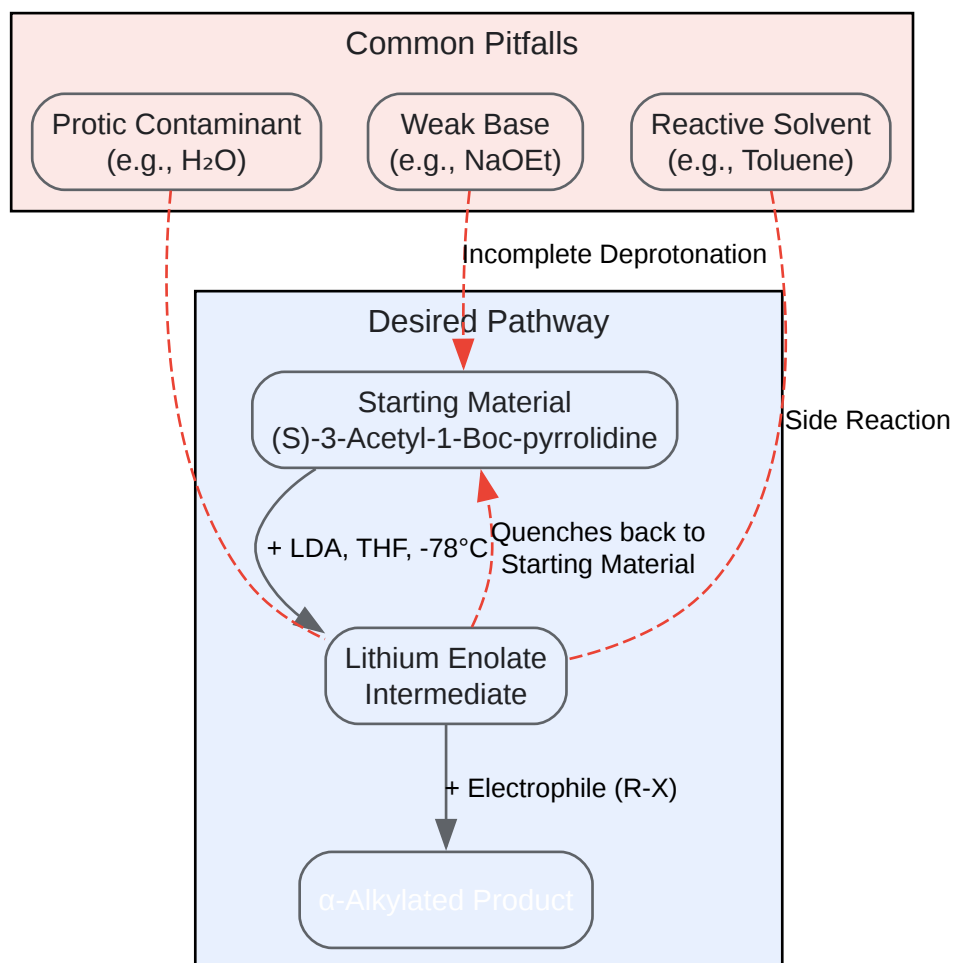 Common Pitfalls
Protic Contaminant
(e.g., H₂O)
Weak Base
(e.g., NaOEt)
Reactive Solvent
(e.g., Toluene)
Incomplete Deprotonation
Desired Pathway
Starting Material
(S)-3-Acetyl-1-Boc-pyrrolidine
Side Reaction
+ LDA, THF, -78°C
Quenches back to
Starting Material
Lithium Enolate
Intermediate
+ Electrophile (R-X)
α-Alkylated Product